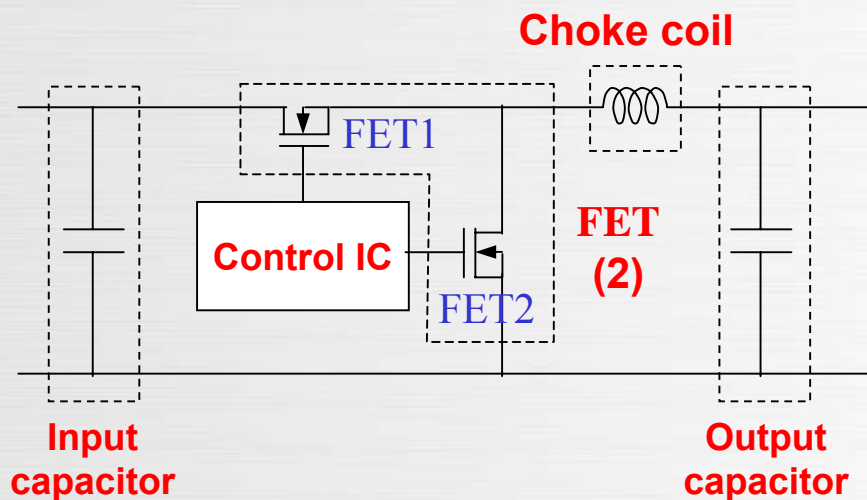 Choke coil
FET1
FET
(2)
Control IC
FET2
Input
capacitor
Output
capacitor